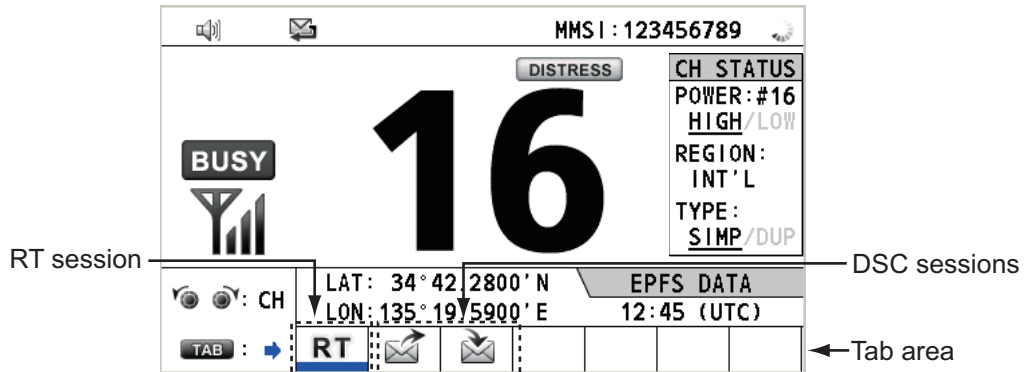 MMSI:123456789
DISTRESS
CH STATUS
16
POWER:#16
HIGH/LOW
BUSY
REGION:
INT'L
TYPE:
SIMP/DUP
RT session
DSC sessions
LAT: 34°42.2800'N
EPFS DATA
: CH
LON:135°19.5900'E
12:45 (UTC)
TAB :
RT
Tab area